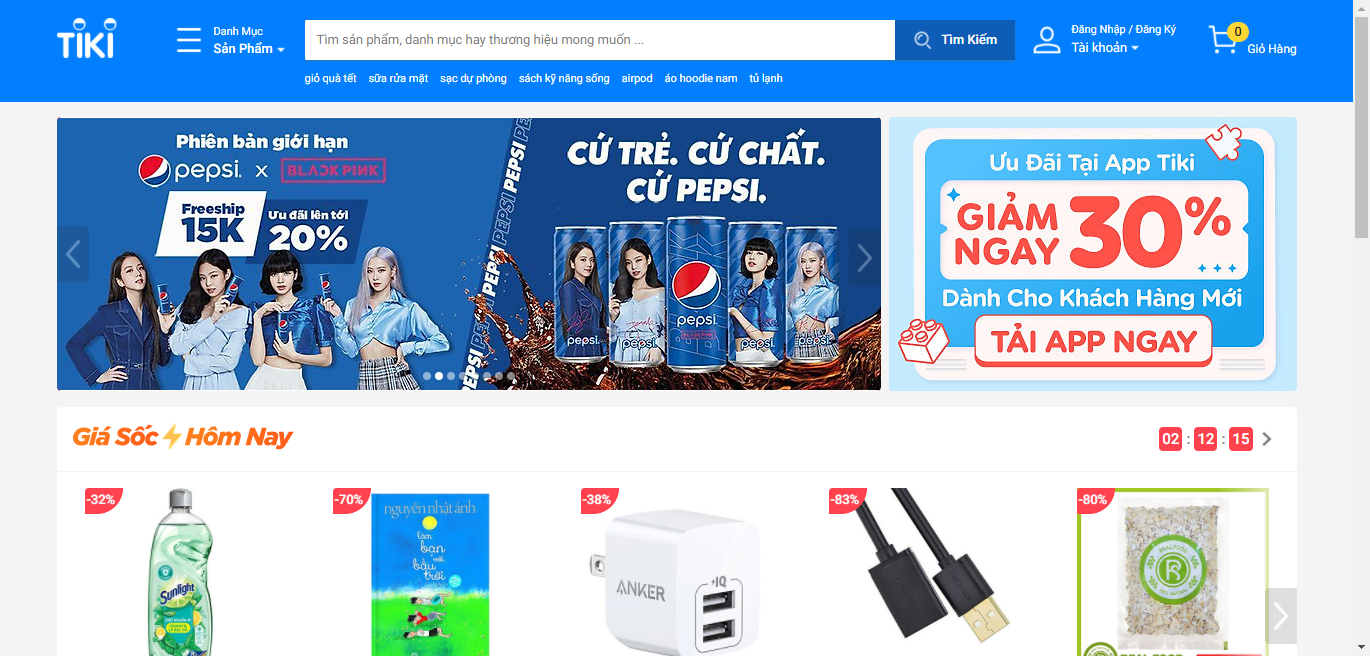 TIKI
Danh Mục
Sản Phẩm
Tìm sản phẩm, danh mục hay thương hiệu mong muốn ...
Tìm Kiếm
Đăng Nhập / Đăng Ký
Tài khoản
0
Giỏ Hàng
giỏ quà tết sữa rửa mặt sạc dự phòng sách kỹ năng sống airpod áo hoodie nam tủ lạnh
Phiên bản giới hạn
pepsi. x BLACKPINK
Freeship
15K
Ưu đãi lên tới
20%
PEPSI PEPSI PEPSI PEPSI PEPSI
CỨ TRẺ. CỨ CHẤT.
CỨ PEPSI.
pepsi. pepsi. pepsi. pepsi. pepsi.
Ưu Đãi Tại App Tiki
GIẢM
NGAY
30%
Dành Cho Khách Hàng Mới
TẢI APP NGAY
Giá Sốc Hôm Nay
02 : 12 : 15
-32%
Sunlight
-70%
nguyễn nhật ánh
làm
bạn
với
bầu
trời
-38%
ANKER
IQ
-83%
-80%
REAL FOOD
R